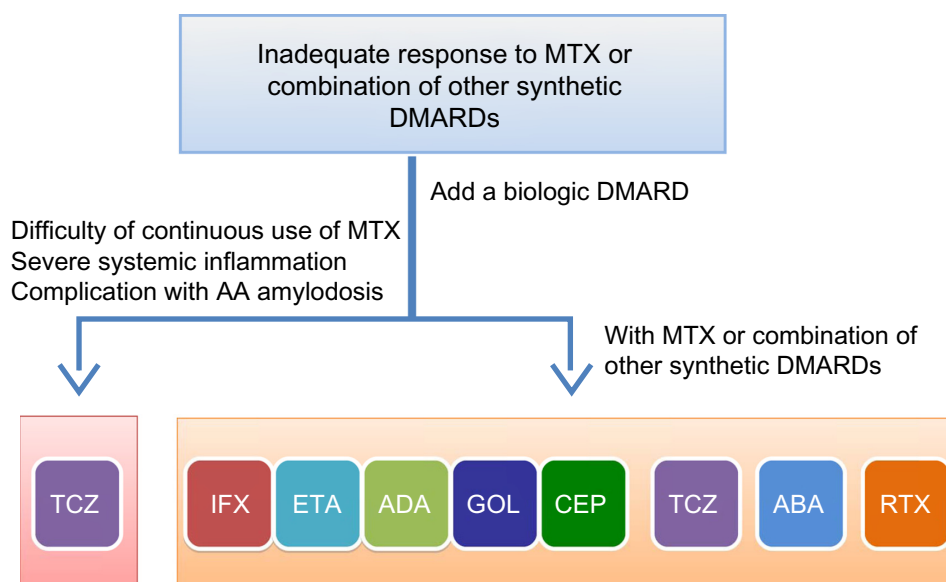 Inadequate response to MTX or
combination of other synthetic
DMARDs
Add a biologic DMARD
Difficulty of continuous use of MTX
Severe systemic inflammation
Complication with AA amylodosis
With MTX or combination of
other synthetic DMARDs
TCZ
IFX ETA ADA GOL CEP TCZ ABA RTX